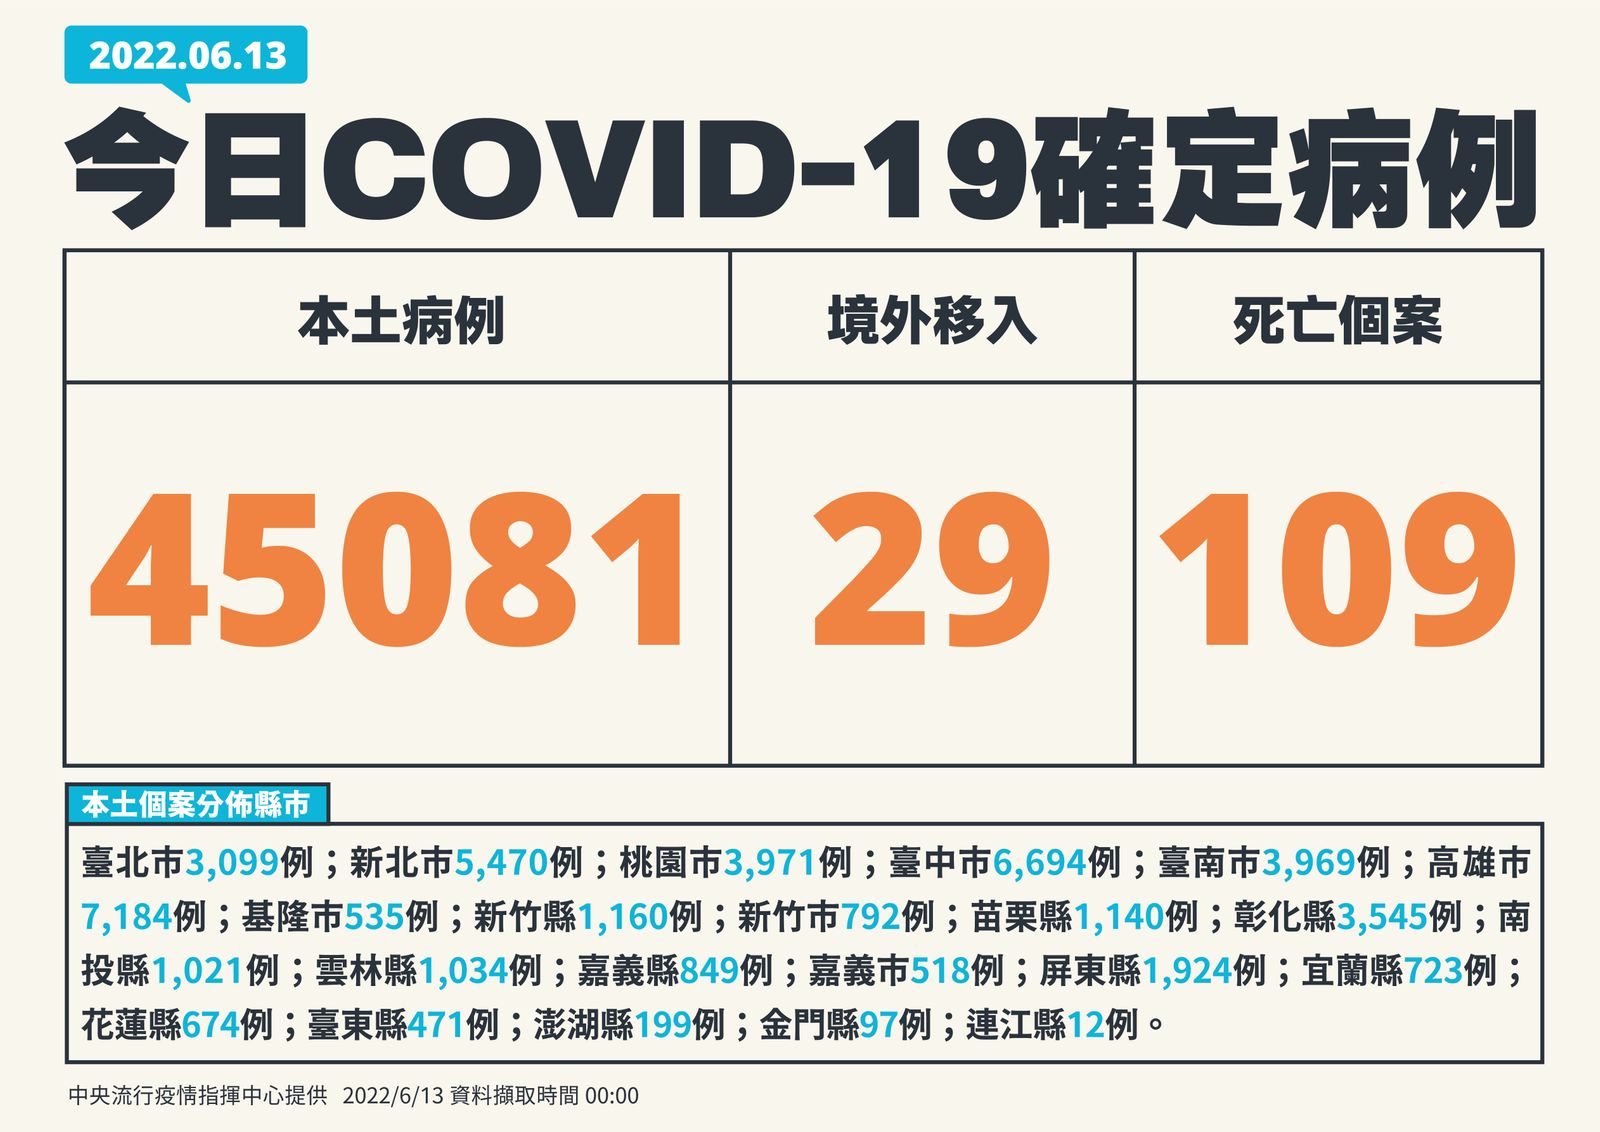 2022.06.13
今日COVID-19確定病例
本土病例
境外移入
死亡個案
45081
29
109
本土個案分佈縣市
臺北市3,099例；新北市5,470例；桃園市3,971例；臺中市6,694例；臺南市3,969例；高雄市
7,184例；基隆市535例；新竹縣1,160例；新竹市792例；苗栗縣1,140例；彰化縣3,545例；南
投縣1,021例；雲林縣1,034例；嘉義縣849例；嘉義市518例；屏東縣1,924例；宜蘭縣723例；
花蓮縣674例；臺東縣471例；澎湖縣199例；金門縣97例；連江縣12例。
中央流行疫情指揮中心提供 2022/6/13 資料擷取時間 00:00